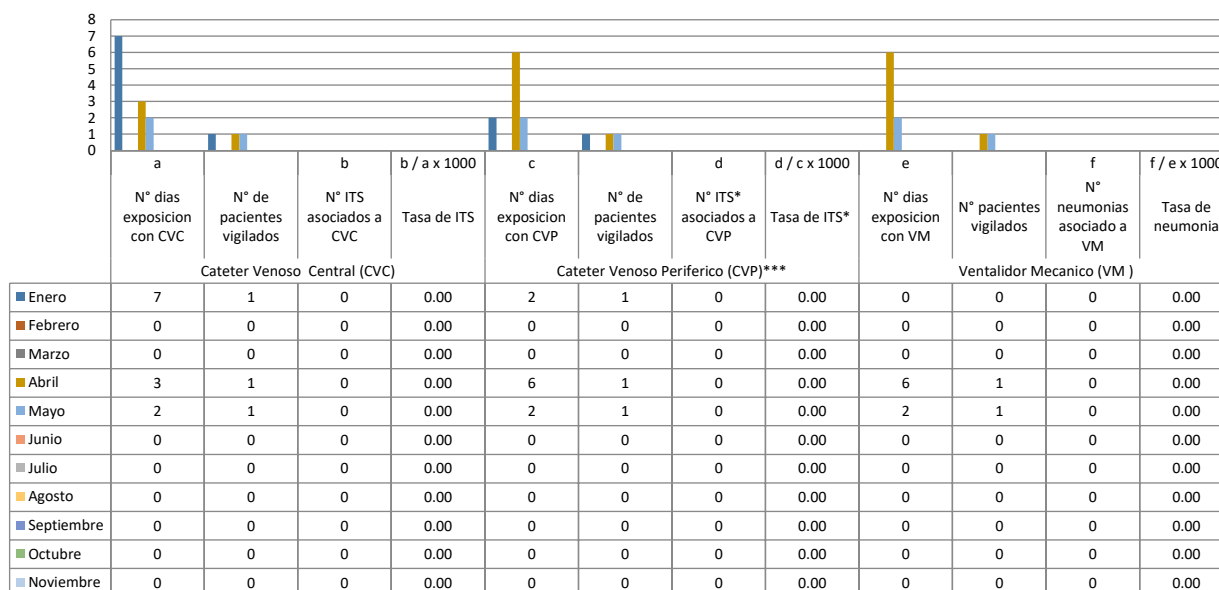 8
7
6
5
4
3
2
1
0
a b b / a x 1000 c d d / c x 1000 e f f / e x 1000
N° dias exposicion con CVC
N° de pacientes vigilados
N° ITS asociados a CVC
Tasa de ITS
N° dias exposicion con CVP
N° de pacientes vigilados
N° ITS* asociados a CVP
Tasa de ITS*
N° dias exposicion con VM
N° pacientes vigilados
N° neumonias asociado a VM
Tasa de neumonia
Cateter Venoso Central (CVC) Cateter Venoso Periferico (CVP)*** Ventalidor Mecanico (VM )
Enero 7 1 0 0.00 2 1 0 0.00 0 0 0 0.00
Febrero 0 0 0 0.00 0 0 0 0.00 0 0 0 0.00
Marzo 0 0 0 0.00 0 0 0 0.00 0 0 0 0.00
Abril 3 1 0 0.00 6 1 0 0.00 6 1 0 0.00
Mayo 2 1 0 0.00 2 1 0 0.00 2 1 0 0.00
Junio 0 0 0 0.00 0 0 0 0.00 0 0 0 0.00
Julio 0 0 0 0.00 0 0 0 0.00 0 0 0 0.00
Agosto 0 0 0 0.00 0 0 0 0.00 0 0 0 0.00
Septiembre 0 0 0 0.00 0 0 0 0.00 0 0 0 0.00
Octubre 0 0 0 0.00 0 0 0 0.00 0 0 0 0.00
Noviembre 0 0 0 0.00 0 0 0 0.00 0 0 0 0.00